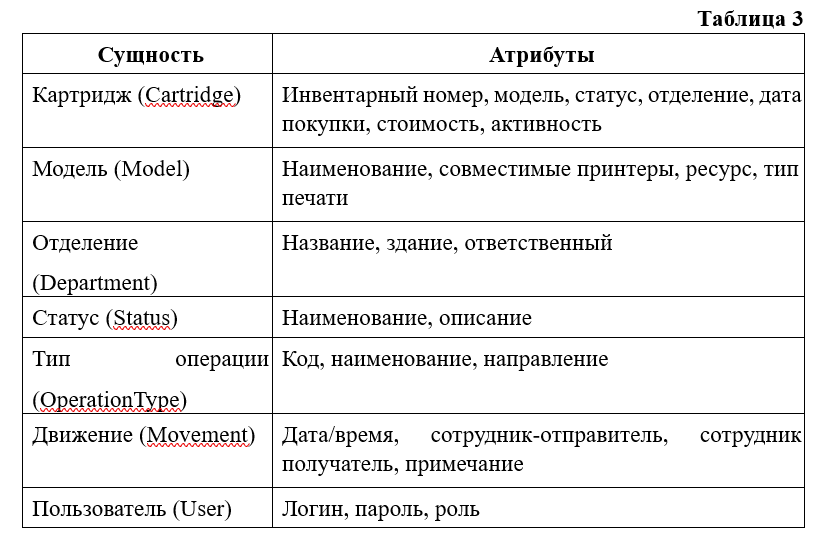 Таблица 3
Сущность
Атрибуты
Картридж (Cartridge)
Инвентарный номер, модель, статус, отделение, дата
покупки, стоимость, активность
Модель (Model)
Наименование, совместимые принтеры, ресурс, тип
печати
Отделение
(Department)
Название, здание, ответственный
Статус (Status)
Наименование, описание
Тип операции
(OperationType)
Код, наименование, направление
Движение (Movement)
Дата/время, сотрудник-отправитель, сотрудник
получатель, примечание
Пользователь (User)
Логин, пароль, роль